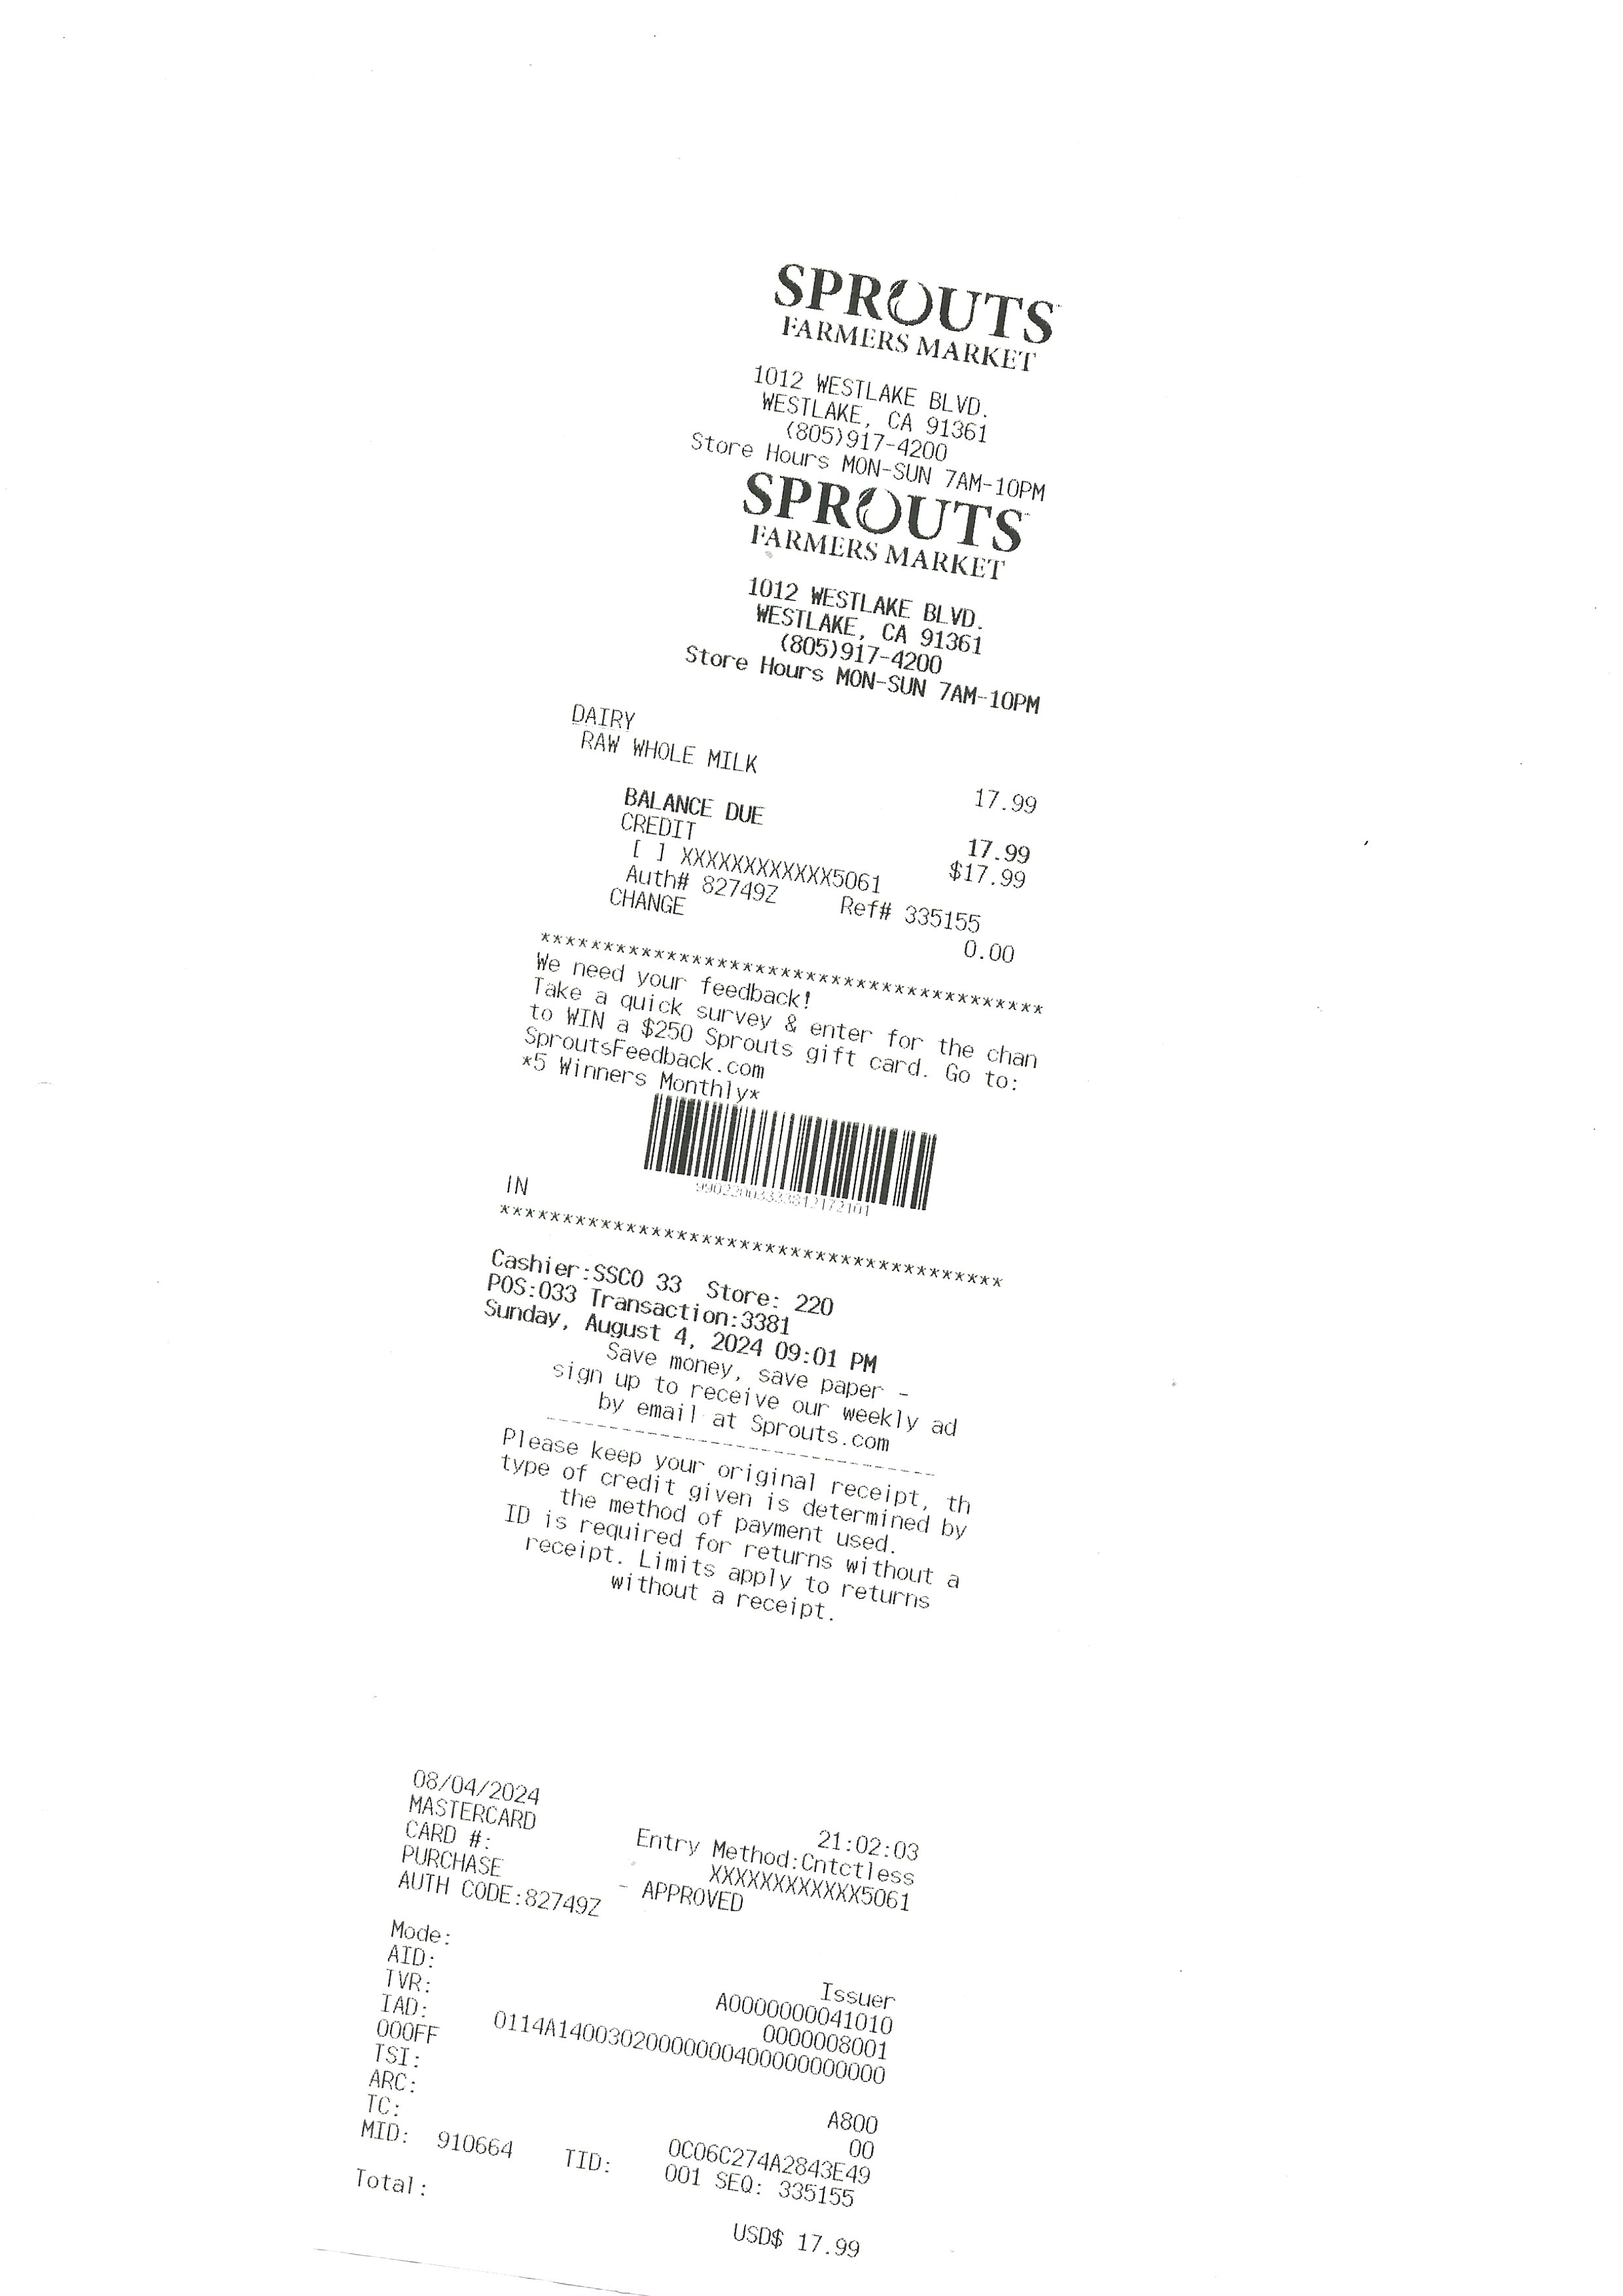 SPROUTS
FARMERS MARKET
1012 WESTLAKE BLVD.
WESTLAKE, CA 91361
(805)917-4200
Store Hours MON-SUN 7AM-10PM
SPROUTS
FARMERS MARKET
1012 WESTLAKE BLVD.
WESTLAKE, CA 91361
(805)917-4200
Store Hours MON-SUN 7AM-10PM
DAIRY
RAW WHOLE MILK 17.99
BALANCE DUE 17.99
CREDIT $17.99
[ ] XXXXXXXXXXXX5061
Auth# 82749Z Ref# 335155
CHANGE 0.00
****************************************
We need your feedback!
Take a quick survey & enter for the chan
to WIN a $250 Sprouts gift card. Go to:
SproutsFeedback.com
*5 Winners Monthly*
99022003333812172101
IN
****************************************
Cashier:SSCO 33 Store: 220
POS:033 Transaction:3381
Sunday, August 4, 2024 09:01 PM
Save money, save paper -
sign up to receive our weekly ad
by email at Sprouts.com
-------------------------------
Please keep your original receipt, th
type of credit given is determined by
the method of payment used.
ID is required for returns without a
receipt. Limits apply to returns
without a receipt.
08/04/2024 21:02:03
MASTERCARD Entry Method:Cntctless
CARD #: XXXXXXXXXXXX5061
PURCHASE - APPROVED
AUTH CODE:82749Z
Mode: Issuer
AID: A0000000041010
TVR: 0000008001
IAD: 0114A14003020000000400000000000
000FF
TSI: A800
ARC: 00
TC: 0C06C274A2843E49
MID: 910664 TID: 001 SEQ: 335155
Total: USD$ 17.99